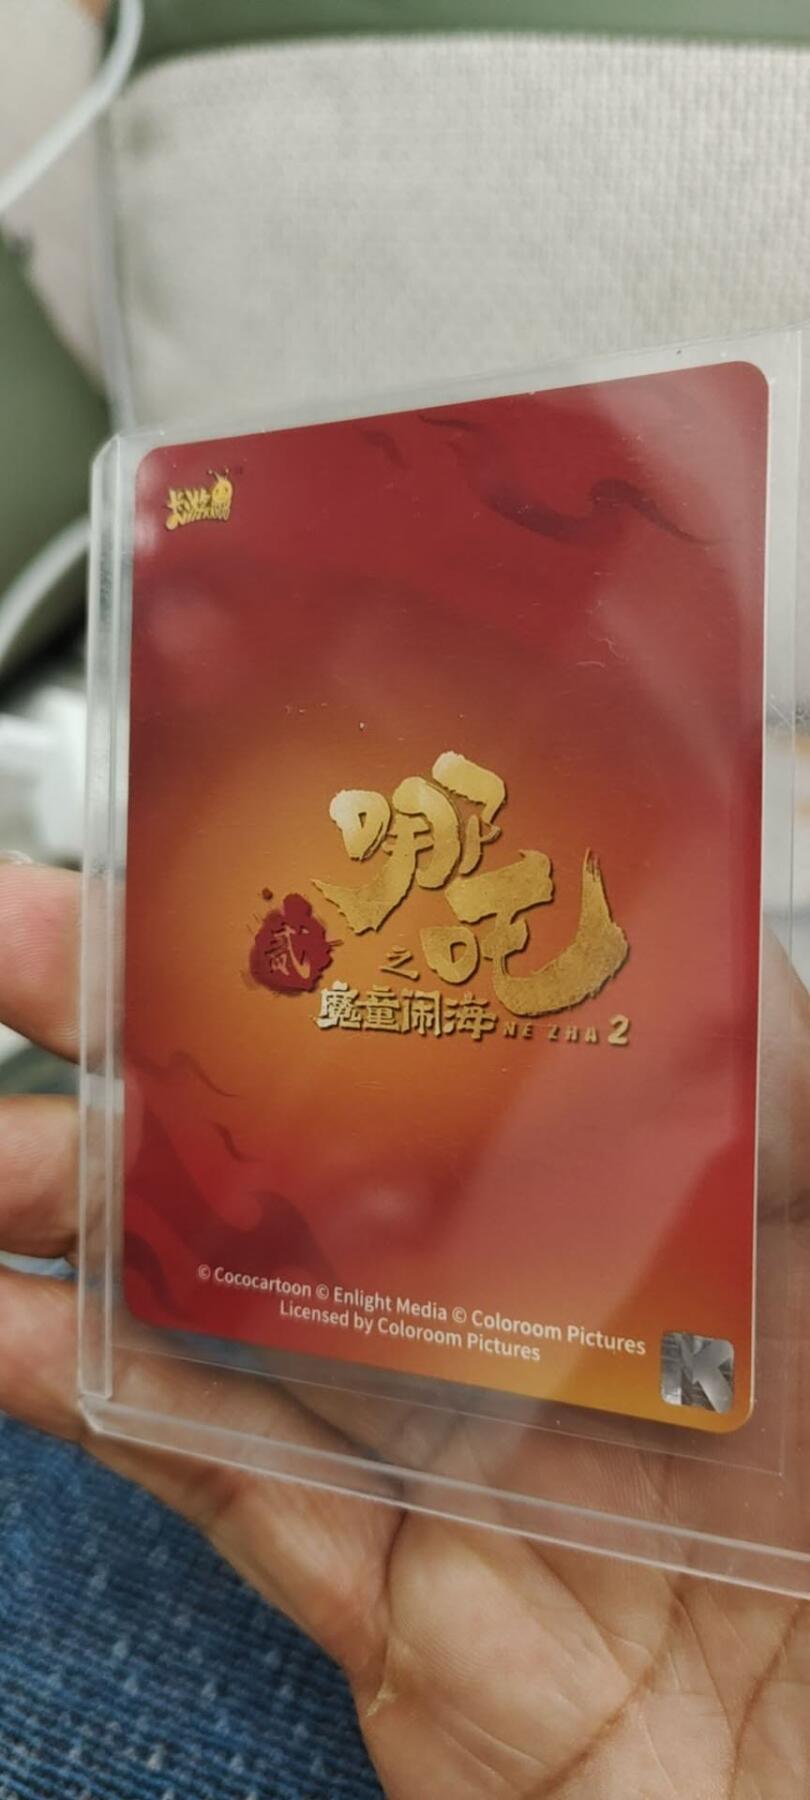 卡游
KAYOU
哪吒
贰
之
魔童闹海 NE ZHA 2
© Cococartoon © Enlight Media © Coloroom Pictures
Licensed by Coloroom Pictures
K